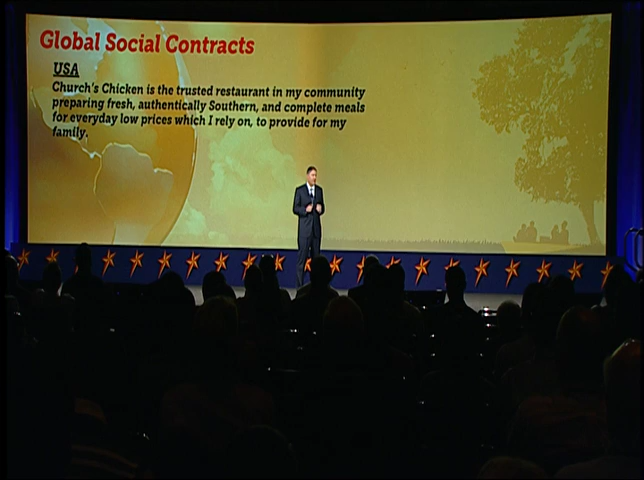 Global Social Contracts
USA
Church's Chicken is the trusted restaurant in my community
preparing fresh, authentically Southern, and complete meals
for everyday low prices which I rely on, to provide for my
family.